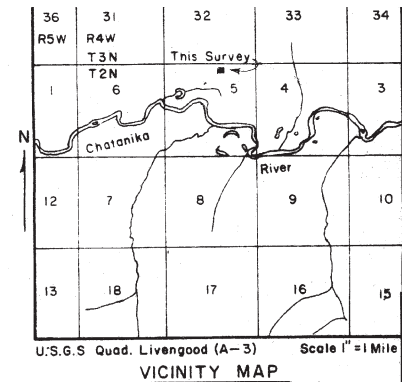 36 31 32 33 34
R5W R4W
T3N This Survey
T2N
1 6 5 4 3
N
Chatanika
River
12 7 8 9 10
13 18 17 16 15
U.S.G.S Quad. Livengood (A-3) Scale 1"=1 Mile
VICINITY MAP